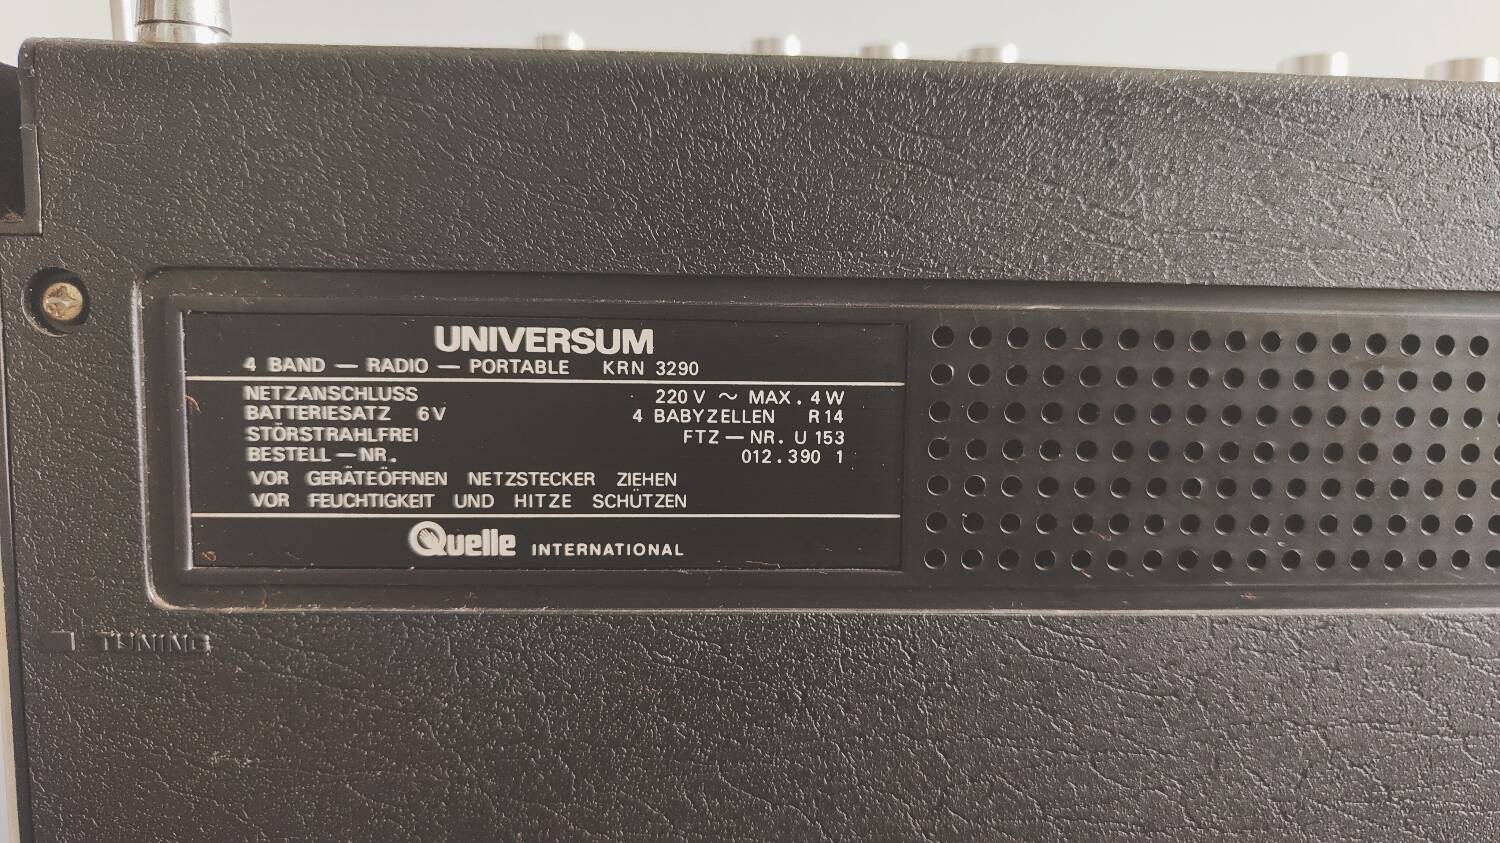 UNIVERSUM
4 BAND — RADIO — PORTABLE KRN 3290
NETZANSCHLUSS 220 V ~ MAX. 4 W
BATTERIESATZ 6 V 4 BABYZELLEN R 14
STÖRSTRAHLFREI FTZ — NR. U 153
BESTELL — NR. 012.390 1
VOR GERÄTEÖFFNEN NETZSTECKER ZIEHEN
VOR FEUCHTIGKEIT UND HITZE SCHÜTZEN
Quelle INTERNATIONAL
TUNING